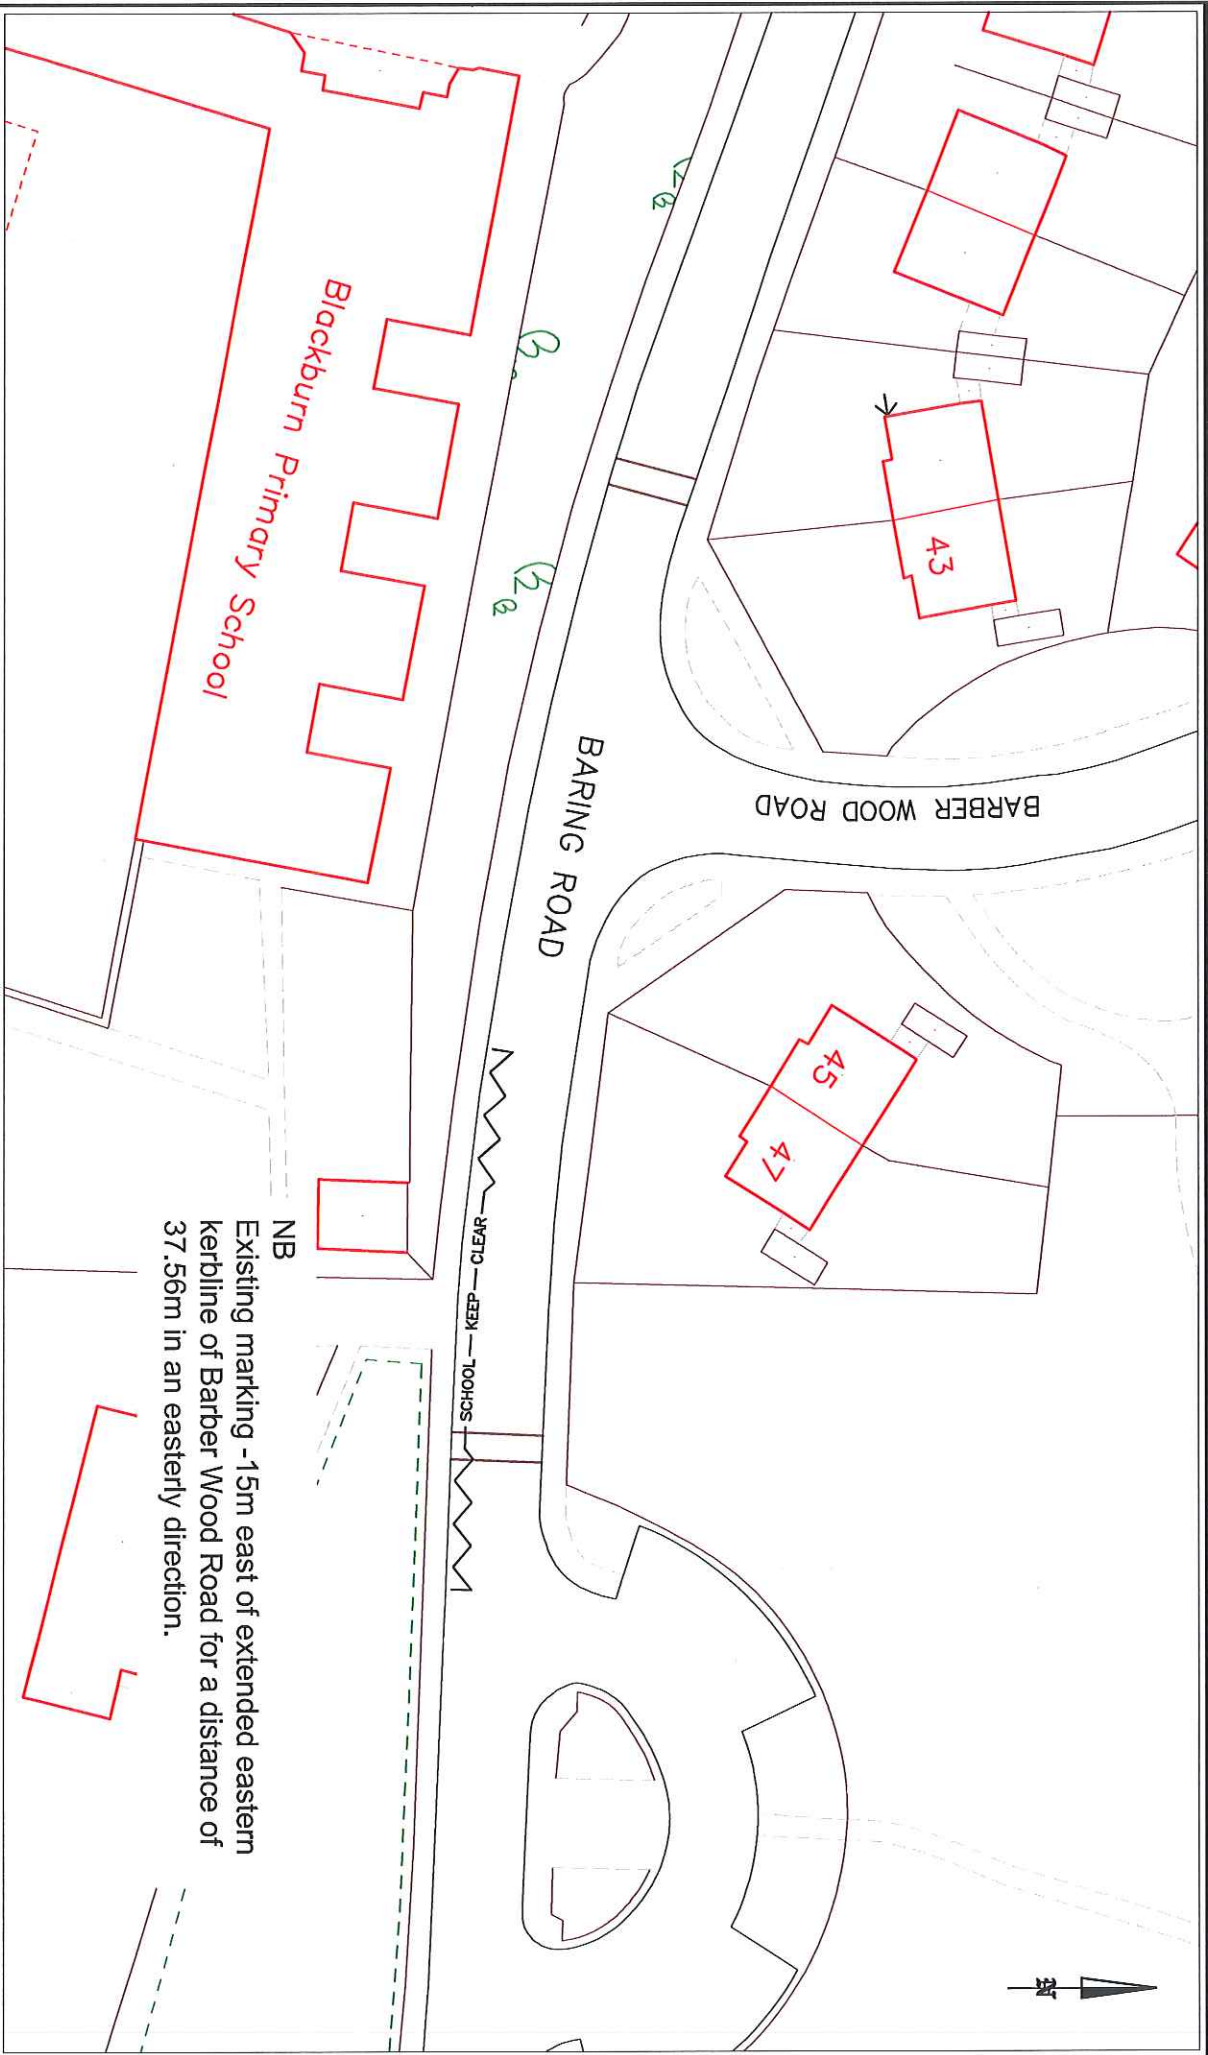 43
BARBER WOOD ROAD
45
47
BARING ROAD
Blackburn Primary School
SCHOOL — KEEP — CLEAR
NB
Existing marking -15m east of extended eastern
kerbline of Barber Wood Road for a distance of
37.56m in an easterly direction.
N